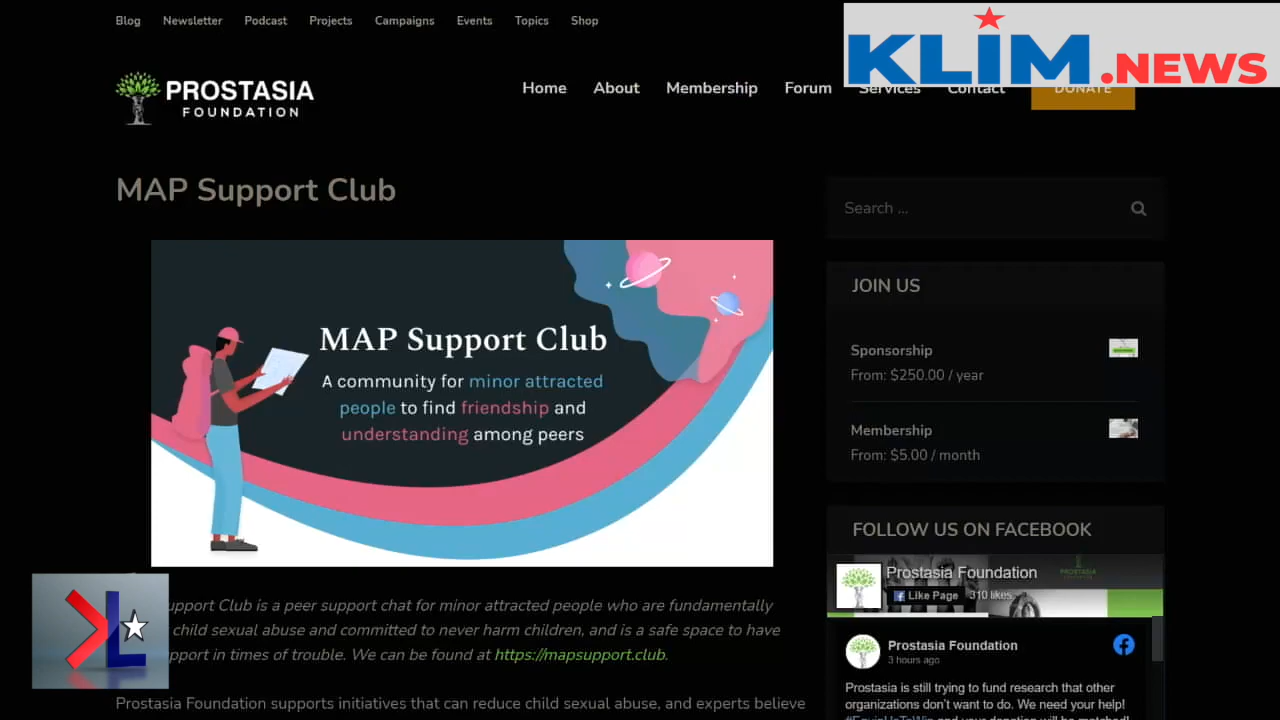 Blog Newsletter Podcast Projects Campaigns Events Topics Shop
KLIM.NEWS
PROSTASIA
FOUNDATION
Home About Membership Forum Services Contact DONATE
MAP Support Club
Search ...
MAP Support Club
A community for minor attracted
people to find friendship and
understanding among peers
JOIN US
Sponsorship
From: $250.00 / year
Membership
From: $5.00 / month
FOLLOW US ON FACEBOOK
Prostasia Foundation
Like Page 310 likes
upport Club is a peer support chat for minor attracted people who are fundamentally
child sexual abuse and committed to never harm children, and is a safe space to have
pport in times of trouble. We can be found at https://mapsupport.club.
KL
Prostasia Foundation
3 hours ago
Prostasia is still trying to fund research that other
organizations don't want to do. We need your help!
Prostasia Foundation supports initiatives that can reduce child sexual abuse, and experts believe